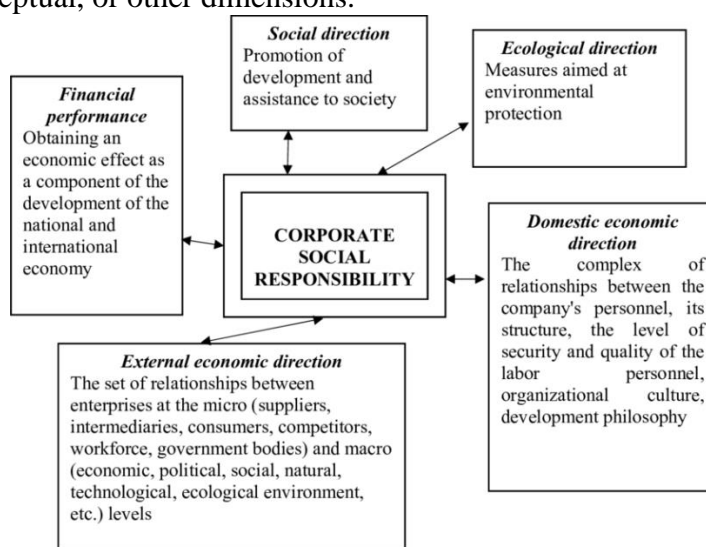 eptual, or other dimensions.
Social direction
Promotion of
development and
assistance to society
Ecological direction
Measures aimed at
environmental
protection
Financial
performance
Obtaining an
economic effect as
a component of the
development of the
national and
international
economy
CORPORATE
SOCIAL
RESPONSIBILITY
Domestic economic
direction
The complex of
relationships between the
company's personnel, its
structure, the level of
security and quality of the
labor personnel,
organizational culture,
development philosophy
External economic direction
The set of relationships between
enterprises at the micro (suppliers,
intermediaries, consumers, competitors,
workforce, government bodies) and macro
(economic, political, social, natural,
technological, ecological environment,
etc.) levels